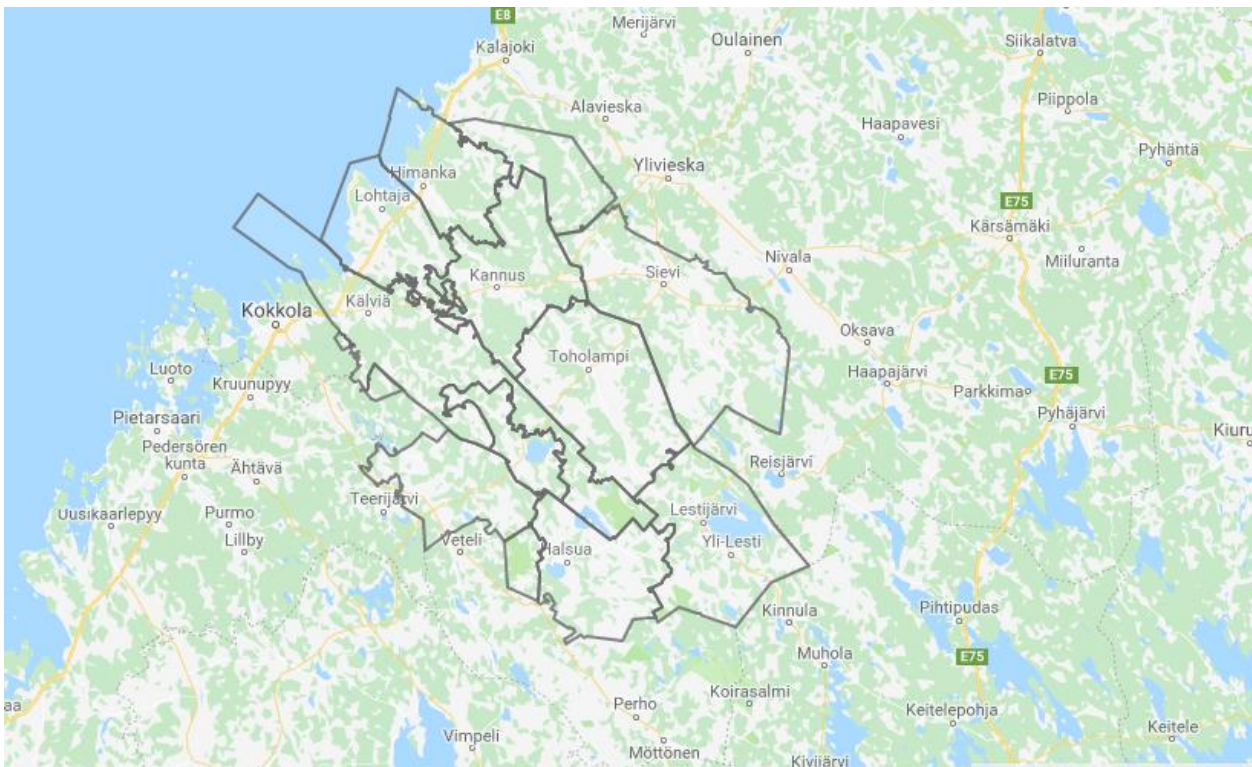 E8
Merijärvi
Oulainen
Siikalatva
Kalajoki
Alavieska
Piippola
Haapavesi
Pyhäntä
Himanka
Ylivieska
Lohtaja
E75
Kärsämäki
Miiluranta
Kannus
Sievi
Nivala
Kälviä
Kokkola
Oksava
Toholampi
Luoto
Kruunupyy
Haapajärvi
E75
Parkkima
Pietarsaari
Pyhäjärvi
Kiuru
Pedersören
kunta
Ähtävä
Reisjärvi
Teerijärvi
Uusikaarlepyy
Purmo
Lestijärvi
Lillby
Veteli
Halsua
Yli-Lesti
Kinnula
Pihtipudas
Muhola
E75
Koirasalmi
Perho
aa
Keitelepohja
Keitele
Vimpeli
Möttönen
Kivijärvi